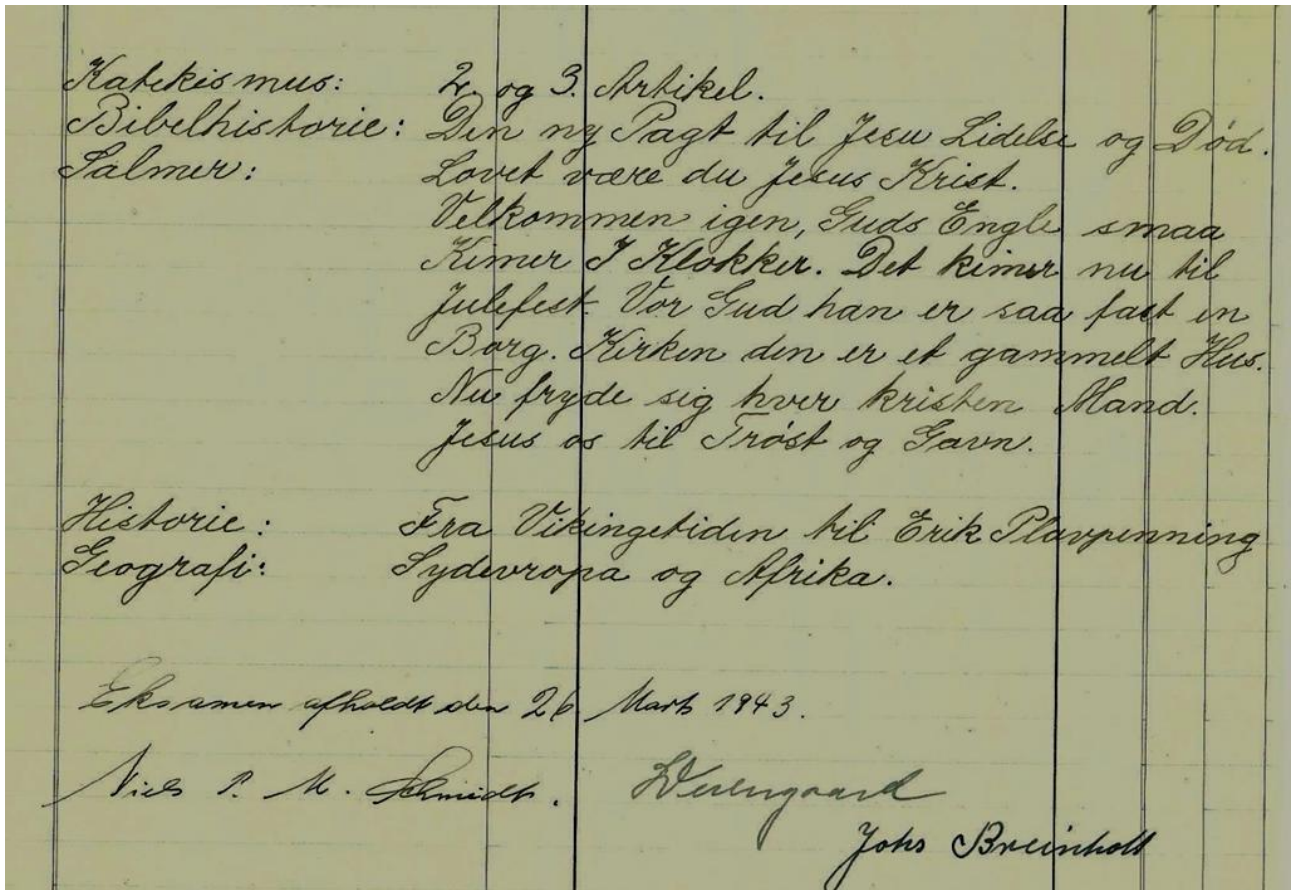 Katekismus: 2. og 3. Artikel.
Bibelhistorie: Den ny Pagt til Jesu Lidelse og Død.
Salmer: Lovet være du Jesus Krist.
Velkommen igen, Guds Engle smaa
Kimer I Klokker. Det kimer nu til
Julefest. Vor Gud han er saa fast en
Borg. Kirken den er et gammelt Hus.
Nu fryde sig hver kristen Mand.
Jesus os til Trøst og Gavn.
Historie: Fra Vikingetiden til Erik Plovpenning
Geografi: Sydevropa og Afrika.
Eksamen afholdt den 26. Marts 1943.
Niels P. M. Schmidt.
Johs Breinholt